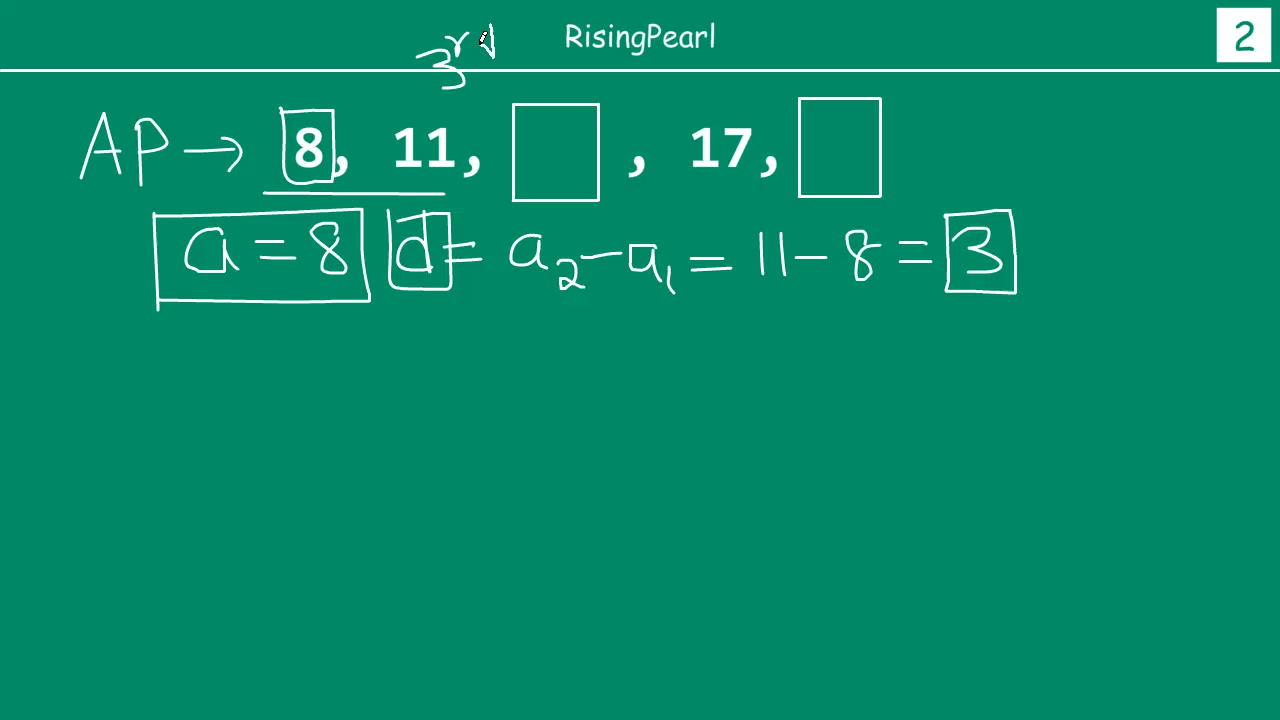 RisingPearl
2
3rd
AP → 8, 11, , 17,
a = 8 d = a₂ - a₁ = 11 - 8 = 3